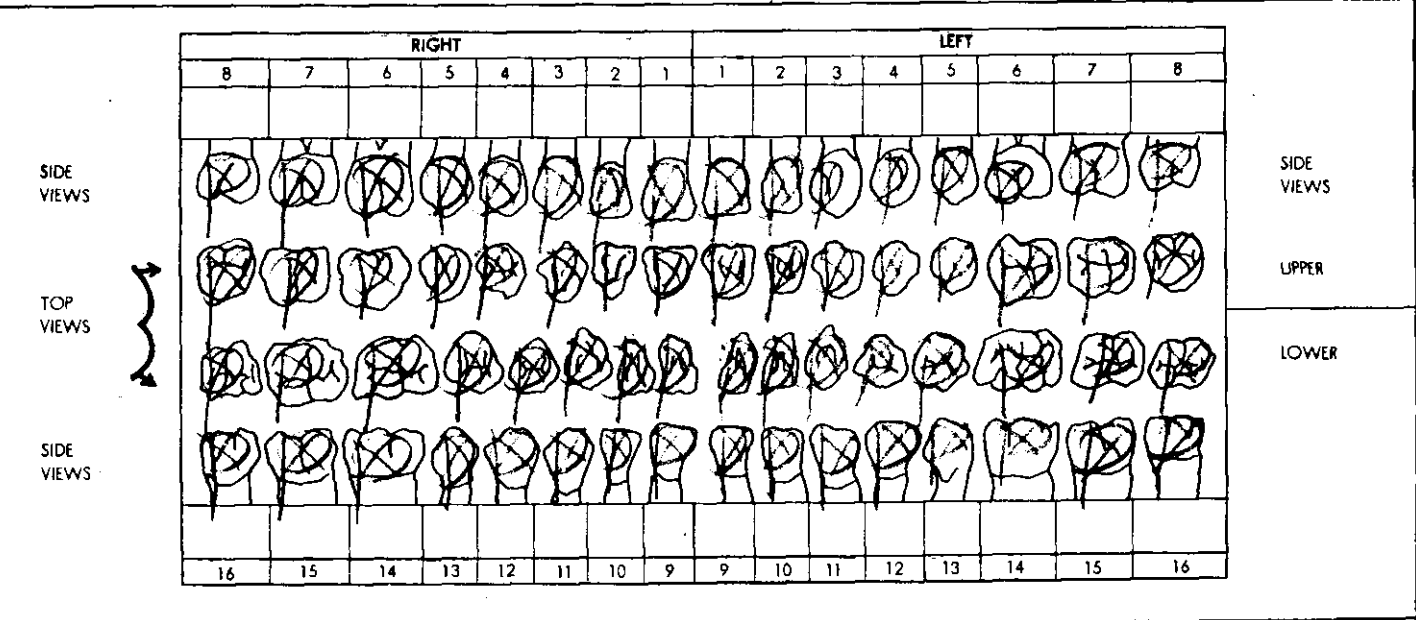 RIGHT LEFT
8 7 6 5 4 3 2 1 1 2 3 4 5 6 7 8
SIDE
VIEWS
SIDE
VIEWS
TOP
VIEWS
UPPER
LOWER
SIDE
VIEWS
16 15 14 13 12 11 10 9 9 10 11 12 13 14 15 16